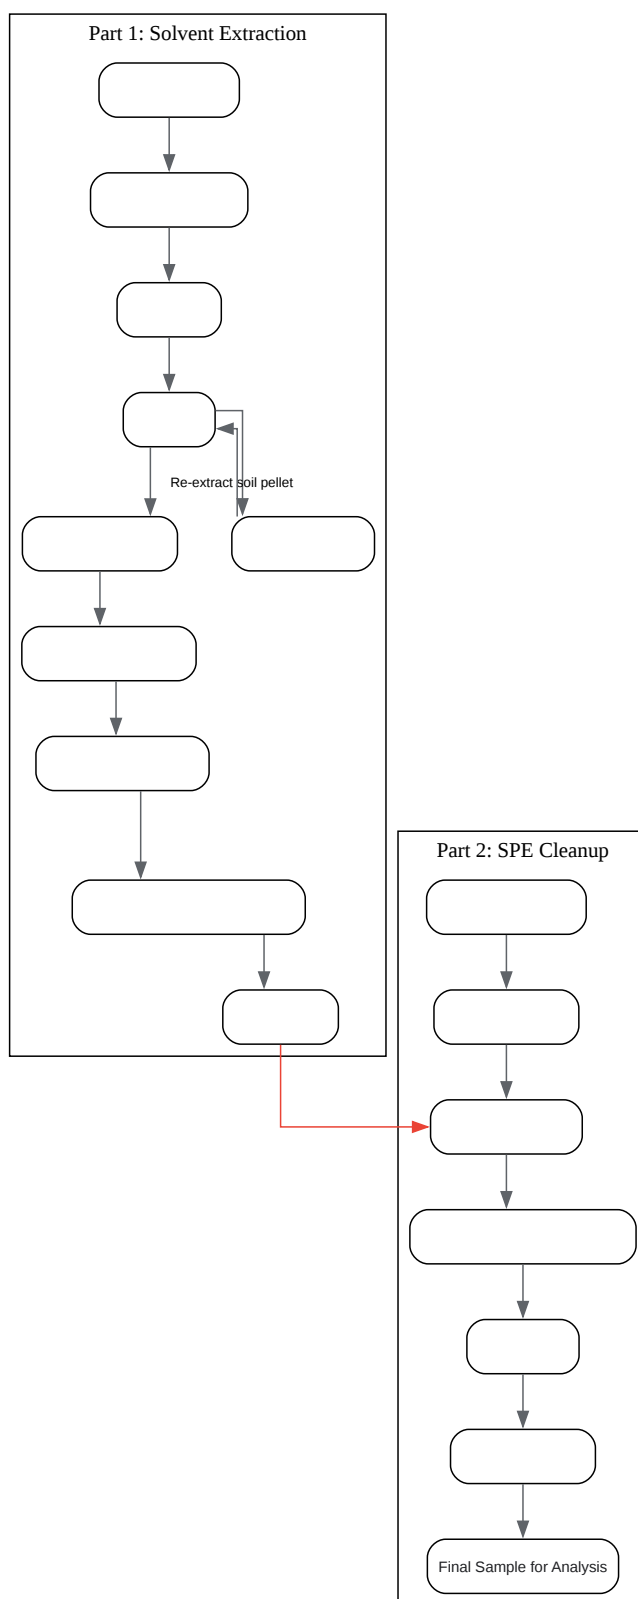 Part 1: Solvent Extraction
Re-extract soil pellet
Part 2: SPE Cleanup
Final Sample for Analysis